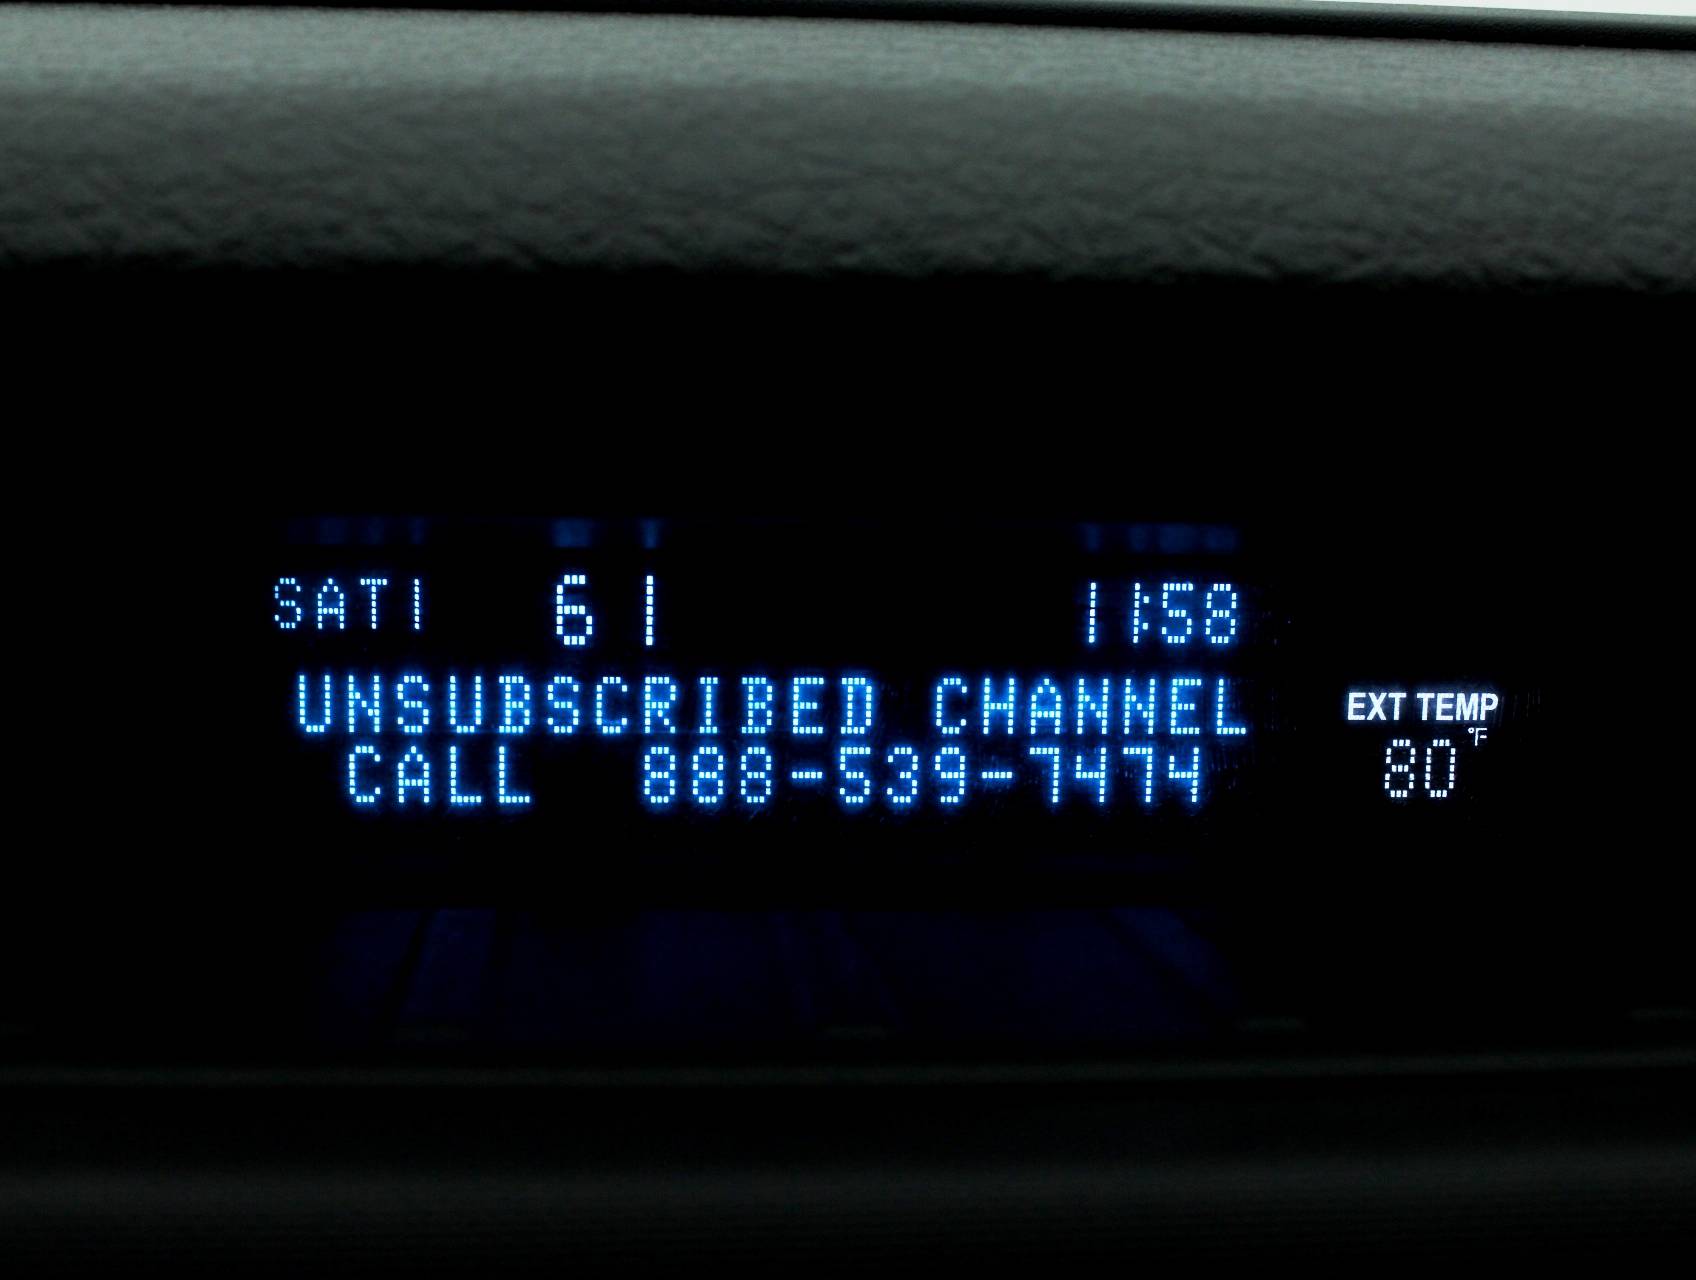 SAT1 61 11:58
UNSUBSCRIBED CHANNEL
CALL 888-539-7474
EXT TEMP
80°F